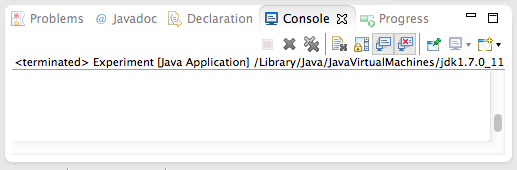 Problems @ Javadoc Declaration Console Progress
<terminated> Experiment [Java Application] /Library/Java/JavaVirtualMachines/jdk1.7.0_11